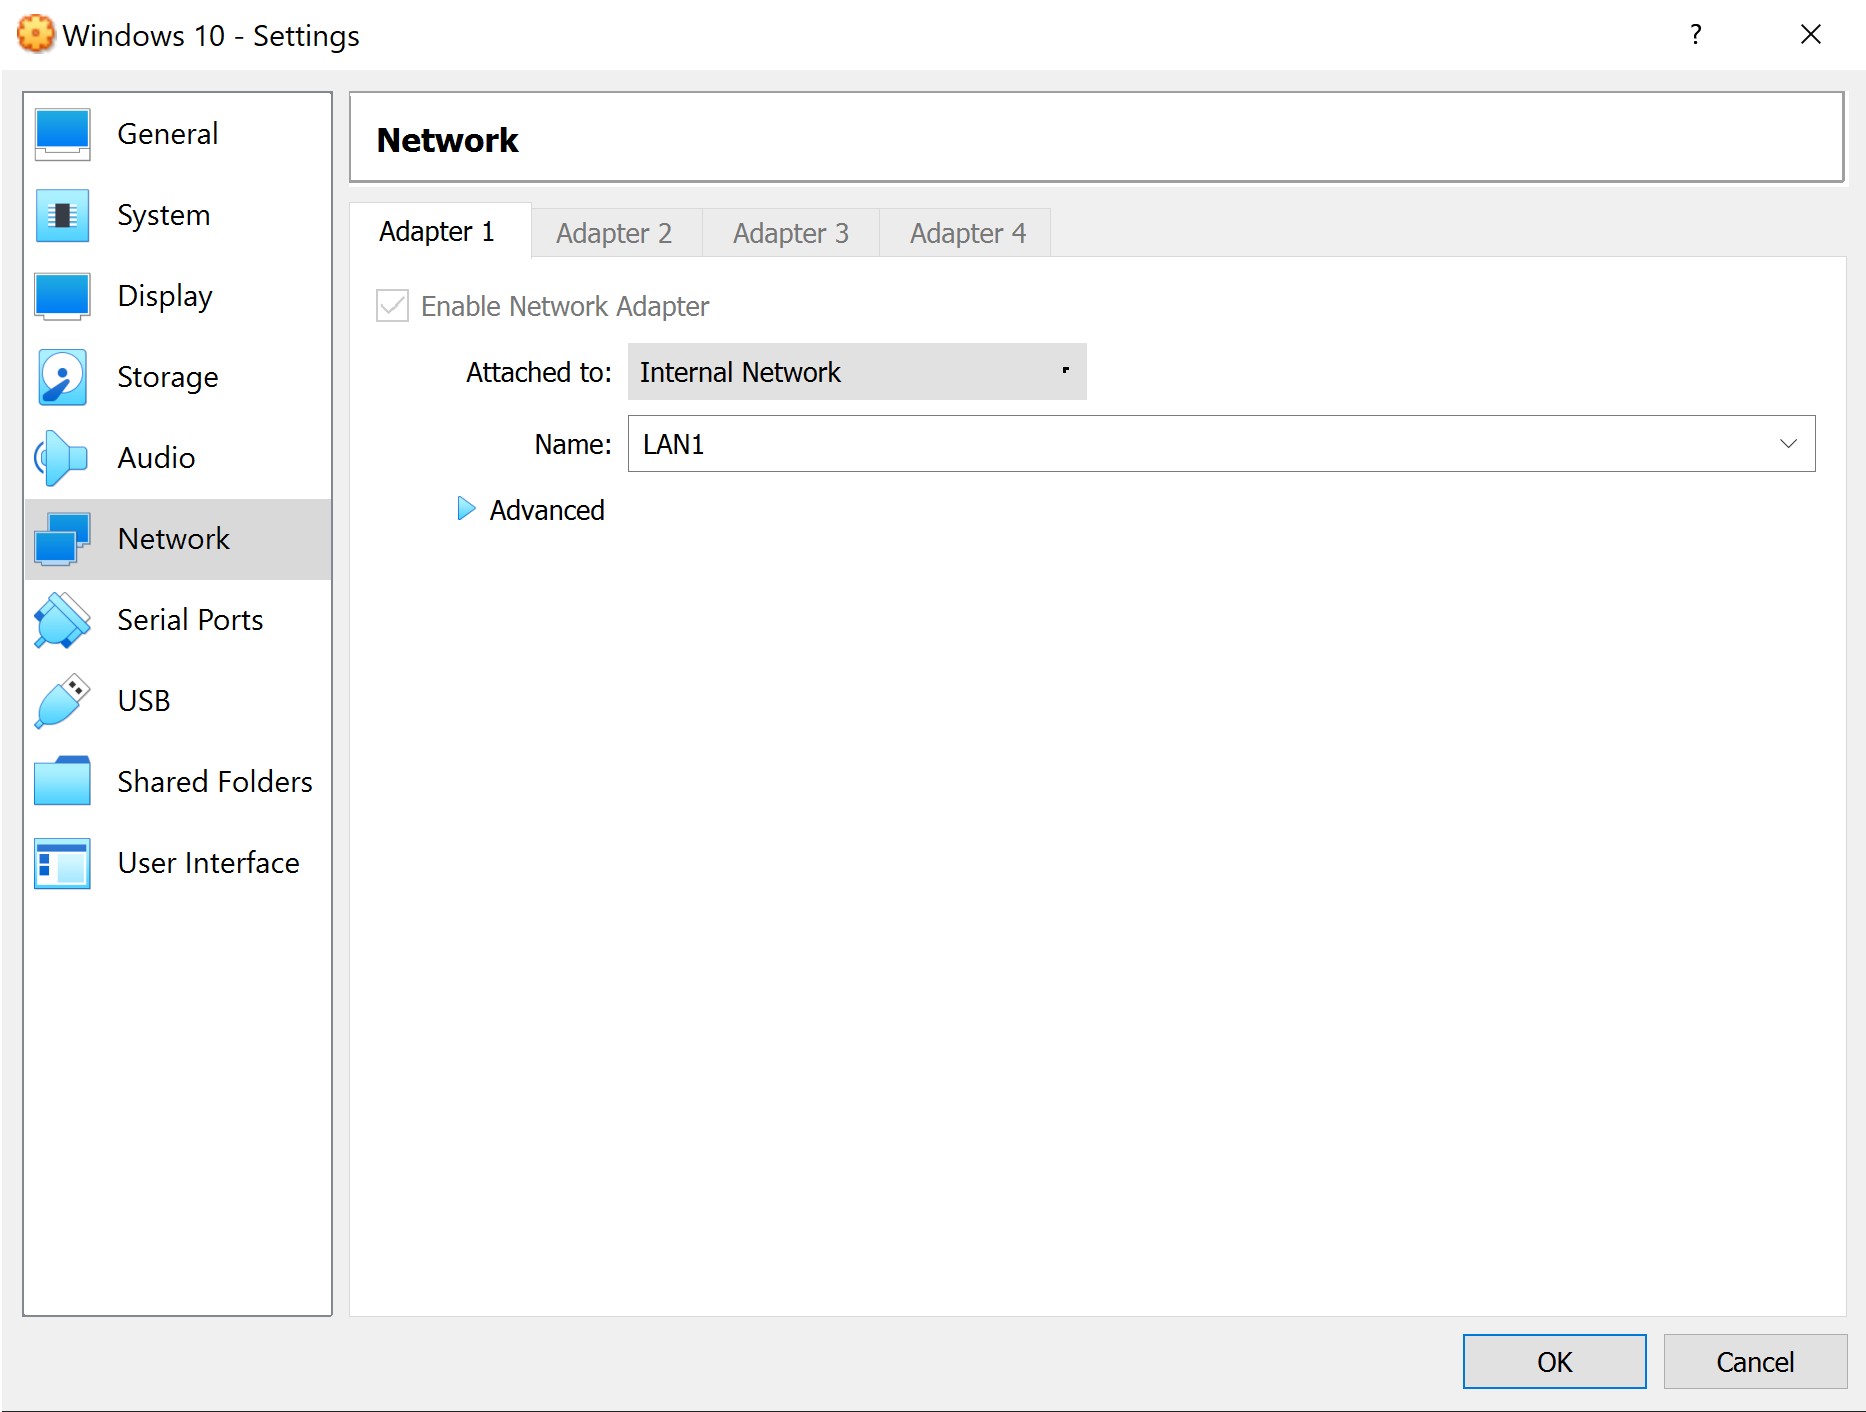 Windows 10 - Settings
?
General
System
Display
Storage
Audio
Network
Serial Ports
USB
Shared Folders
User Interface
Network
Adapter 1
Adapter 2
Adapter 3
Adapter 4
Enable Network Adapter
Attached to: Internal Network
Name: LAN1
Advanced
OK
Cancel